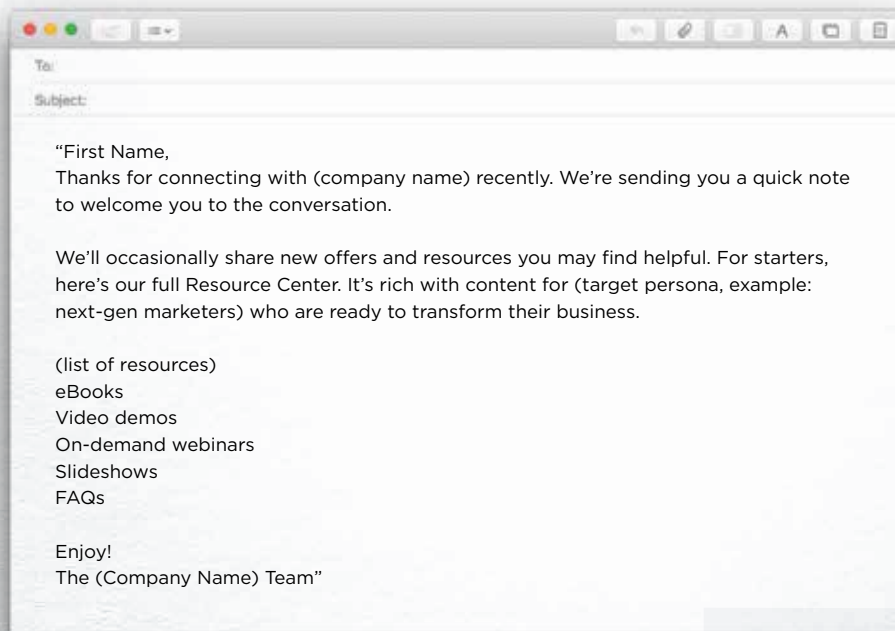 To:
Subject:
“First Name,
Thanks for connecting with (company name) recently. We’re sending you a quick note
to welcome you to the conversation.
We’ll occasionally share new offers and resources you may find helpful. For starters,
here’s our full Resource Center. It’s rich with content for (target persona, example:
next-gen marketers) who are ready to transform their business.
(list of resources)
eBooks
Video demos
On-demand webinars
Slideshows
FAQs
Enjoy!
The (Company Name) Team”